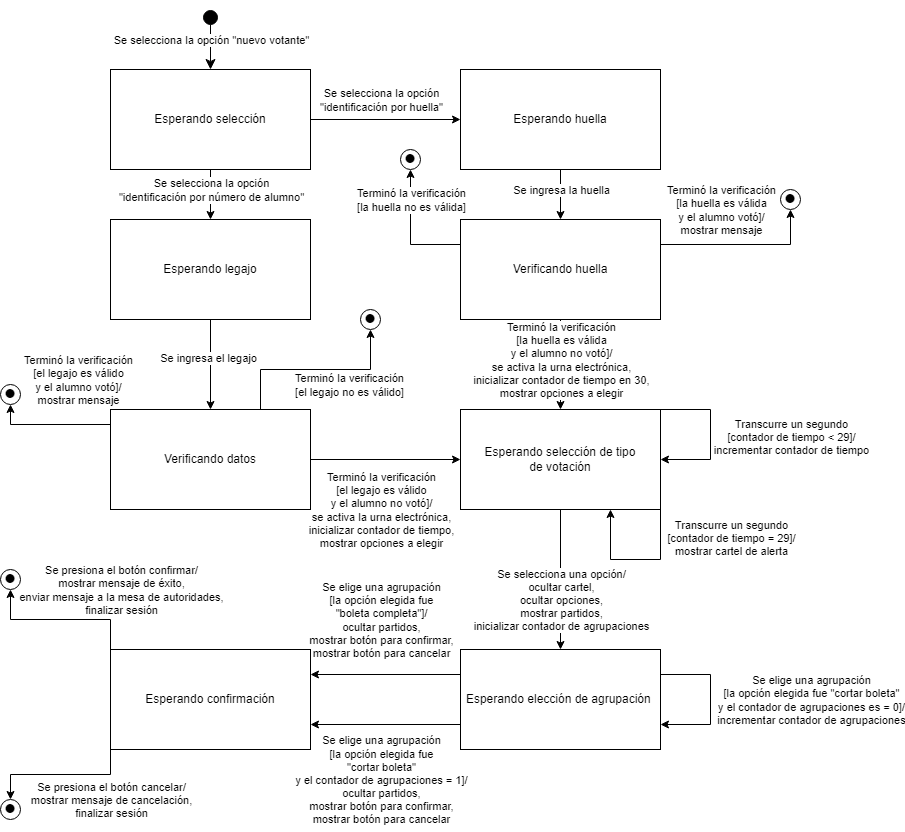 Se selecciona la opción "nuevo votante"
Esperando selección
Se selecciona la opción
"identificación por huella"
Esperando huella
Se selecciona la opción
"identificación por número de alumno"
Se ingresa la huella
Terminó la verificación
[la huella no es válida]
Terminó la verificación
[la huella es válida
y el alumno votó]/
mostrar mensaje
Esperando legajo
Verificando huella
Terminó la verificación
[la huella es válida
y el alumno no votó]/
se activa la urna electrónica,
inicializar contador de tiempo en 30,
mostrar opciones a elegir
Se ingresa el legajo
Terminó la verificación
[el legajo es válido
y el alumno votó]/
mostrar mensaje
Terminó la verificación
[el legajo no es válido]
Verificando datos
Terminó la verificación
[el legajo es válido
y el alumno no votó]/
se activa la urna electrónica,
inicializar contador de tiempo,
mostrar opciones a elegir
Esperando selección de tipo
de votación
Transcurre un segundo
[contador de tiempo < 29]/
incrementar contador de tiempo
Transcurre un segundo
[contador de tiempo = 29]/
mostrar cartel de alerta
Se selecciona una opción/
ocultar cartel,
ocultar opciones,
mostrar partidos,
inicializar contador de agrupaciones
Se presiona el botón confirmar/
mostrar mensaje de éxito,
enviar mensaje a la mesa de autoridades,
finalizar sesión
Se elige una agrupación
[la opción elegida fue
"boleta completa"]/
ocultar partidos,
mostrar botón para confirmar,
mostrar botón para cancelar
Esperando confirmación
Esperando elección de agrupación
Se elige una agrupación
[la opción elegida fue "cortar boleta"
y el contador de agrupaciones es = 0]/
incrementar contador de agrupaciones
Se elige una agrupación
[la opción elegida fue
"cortar boleta"
y el contador de agrupaciones = 1]/
ocultar partidos,
mostrar botón para confirmar,
mostrar botón para cancelar
Se presiona el botón cancelar/
mostrar mensaje de cancelación,
finalizar sesión